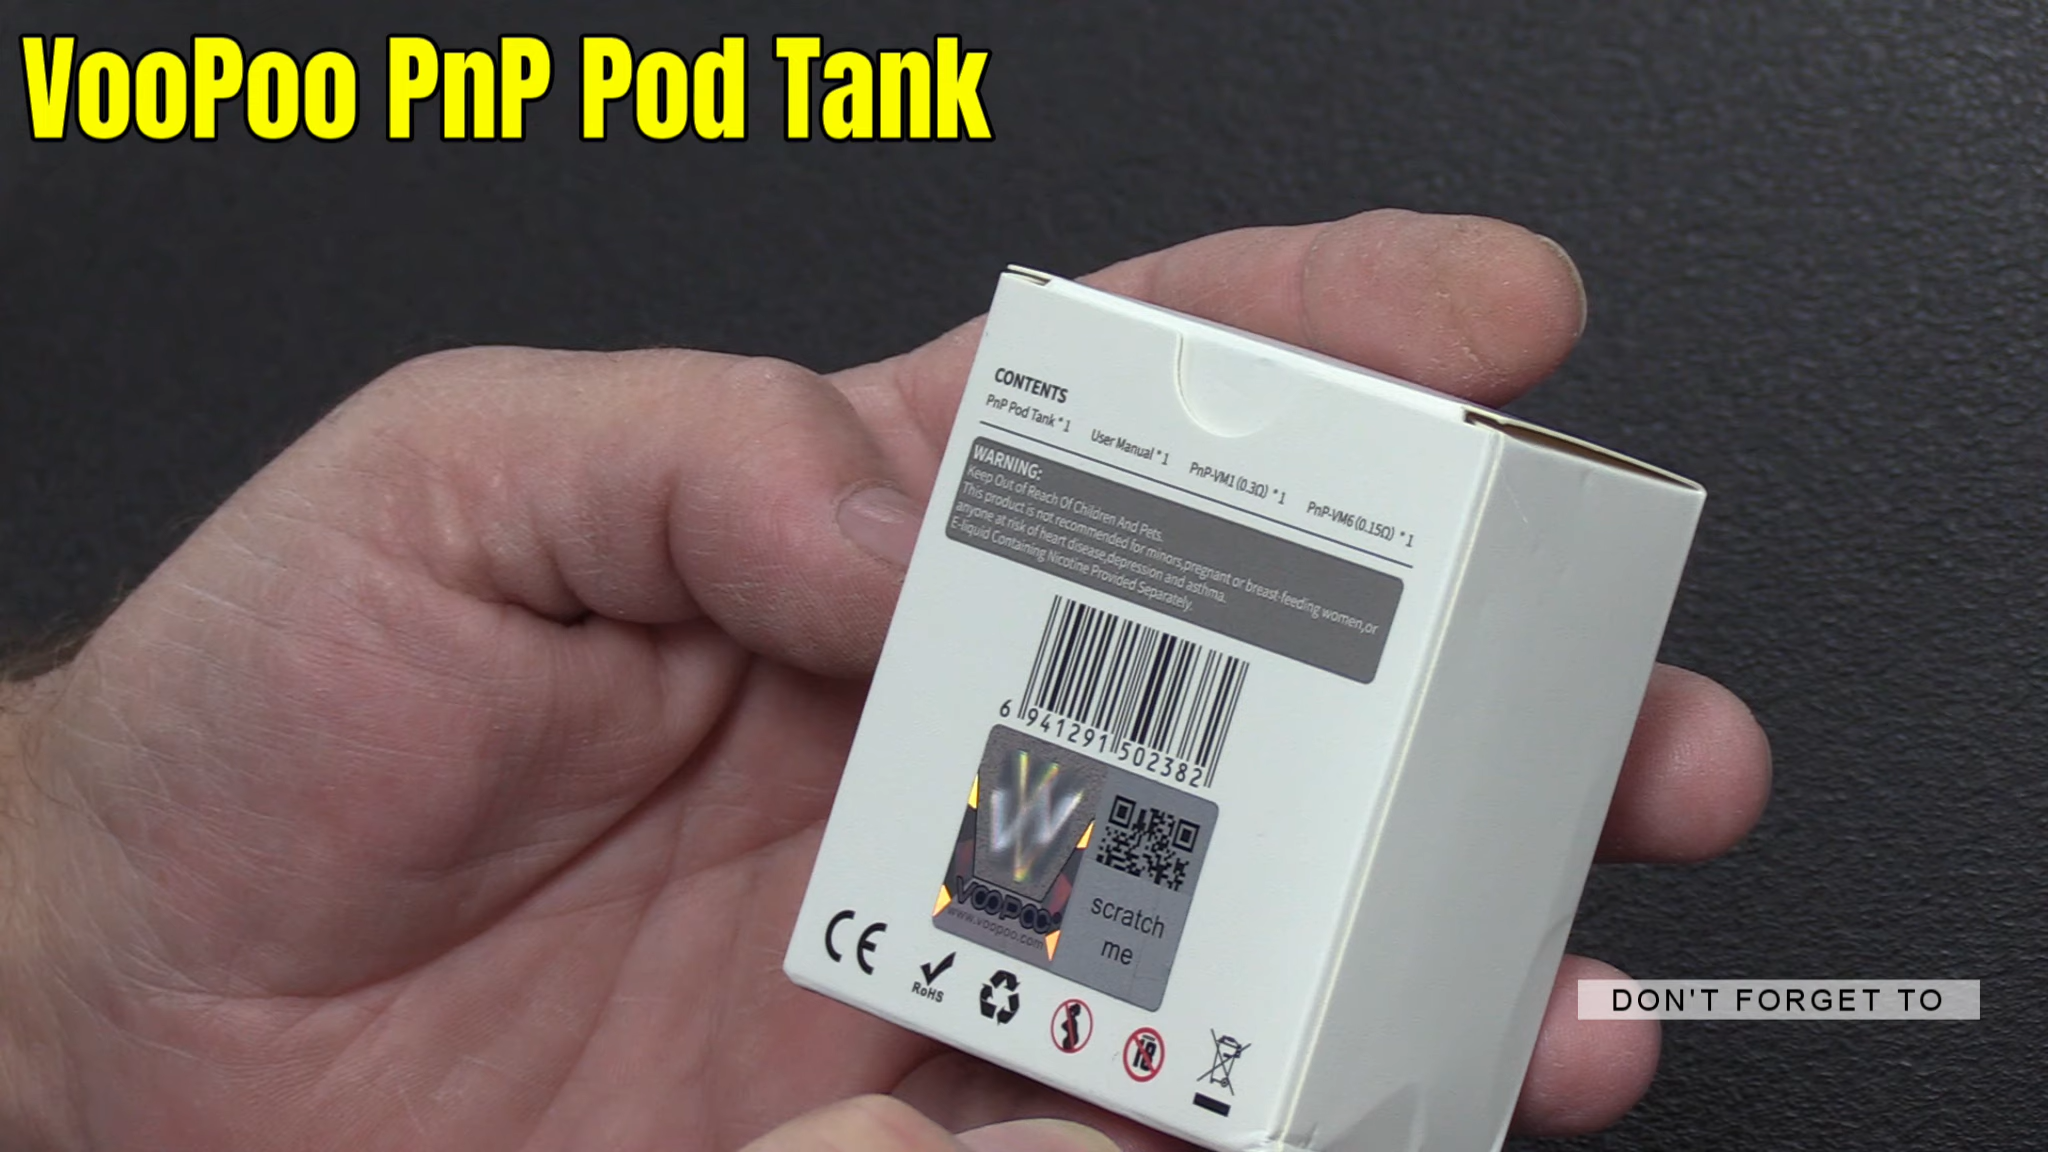 VooPoo PnP Pod Tank
CONTENTS
PnP Pod Tank * 1 User Manual * 1 PnP-VM1 (0.3Ω) * 1 PnP-VM6 (0.15Ω) * 1
WARNING:
Keep Out of Reach Of Children And Pets.
This product is not recommended for minors,pregnant or breast-feeding women,or
anyone at risk of heart disease,depression and asthma.
E-liquid Containing Nicotine Provided Separately.
6 941291 502382
VOOPOO
www.voopoo.com
scratch
me
CE
RoHS
18
DON'T FORGET TO